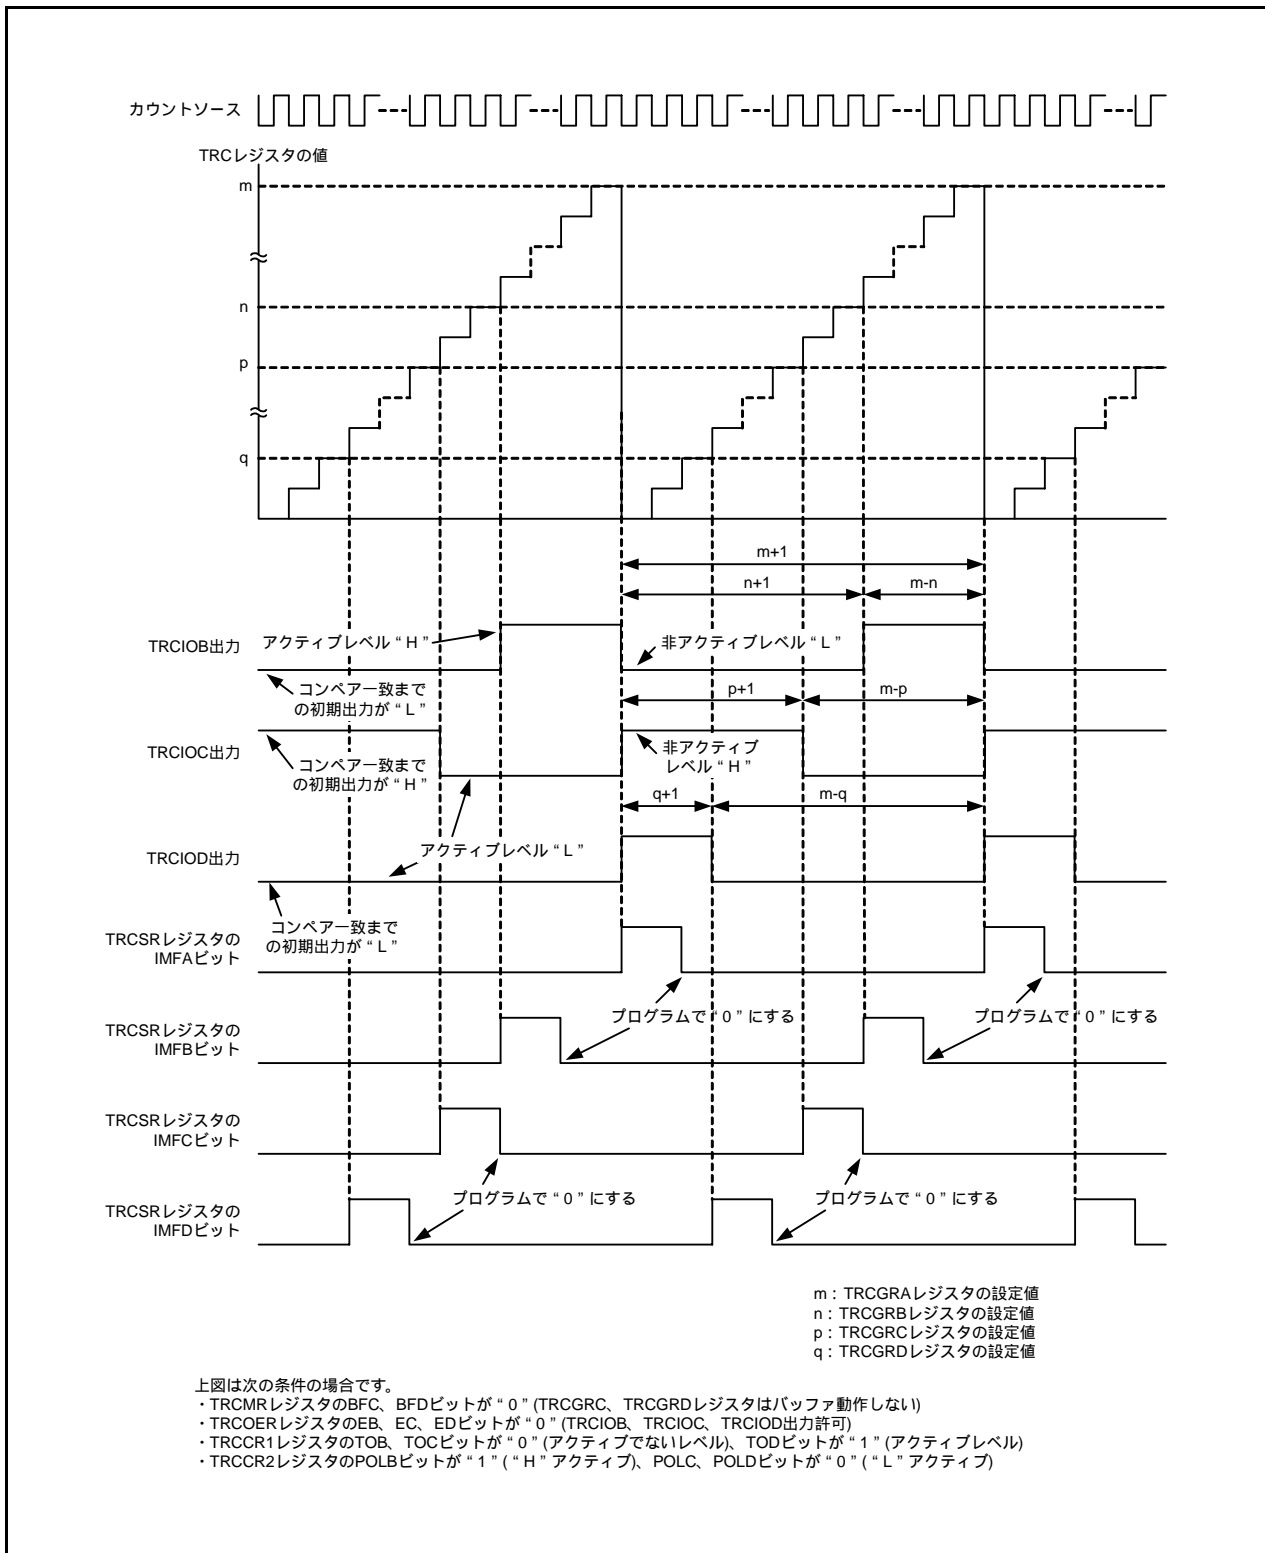 カウントソース
TRCレジスタの値
m
n
p
q
m+1
n+1
m-n
TRCIOB出力
アクティブレベル“H”
非アクティブレベル“L”
コンペア一致まで
の初期出力が“L”
p+1
m-p
TRCIOC出力
コンペア一致まで
の初期出力が“H”
非アクティブ
レベル“H”
q+1
m-q
TRCIOD出力
アクティブレベル“L”
コンペア一致まで
の初期出力が“L”
TRCSRレジスタの
IMFAビット
プログラムで“0”にする
プログラムで“0”にする
TRCSRレジスタの
IMFBビット
TRCSRレジスタの
IMFCビット
プログラムで“0”にする
プログラムで“0”にする
TRCSRレジスタの
IMFDビット
m：TRCGRAレジスタの設定値
n：TRCGRBレジスタの設定値
p：TRCGRCレジスタの設定値
q：TRCGRDレジスタの設定値
上図は次の条件の場合です。
・TRCMRレジスタのBFC、BFDビットが“0”(TRCGRC、TRCGRDレジスタはバッファ動作しない)
・TRCOERレジスタのEB、EC、EDビットが“0”(TRCIOB、TRCIOC、TRCIOD出力許可)
・TRCCR1レジスタのTOB、TOCビットが“0”(アクティブでないレベル)、TODビットが“1”(アクティブレベル)
・TRCCR2レジスタのPOLBビットが“1”(“H”アクティブ)、POLC、POLDビットが“0”(“L”アクティブ)